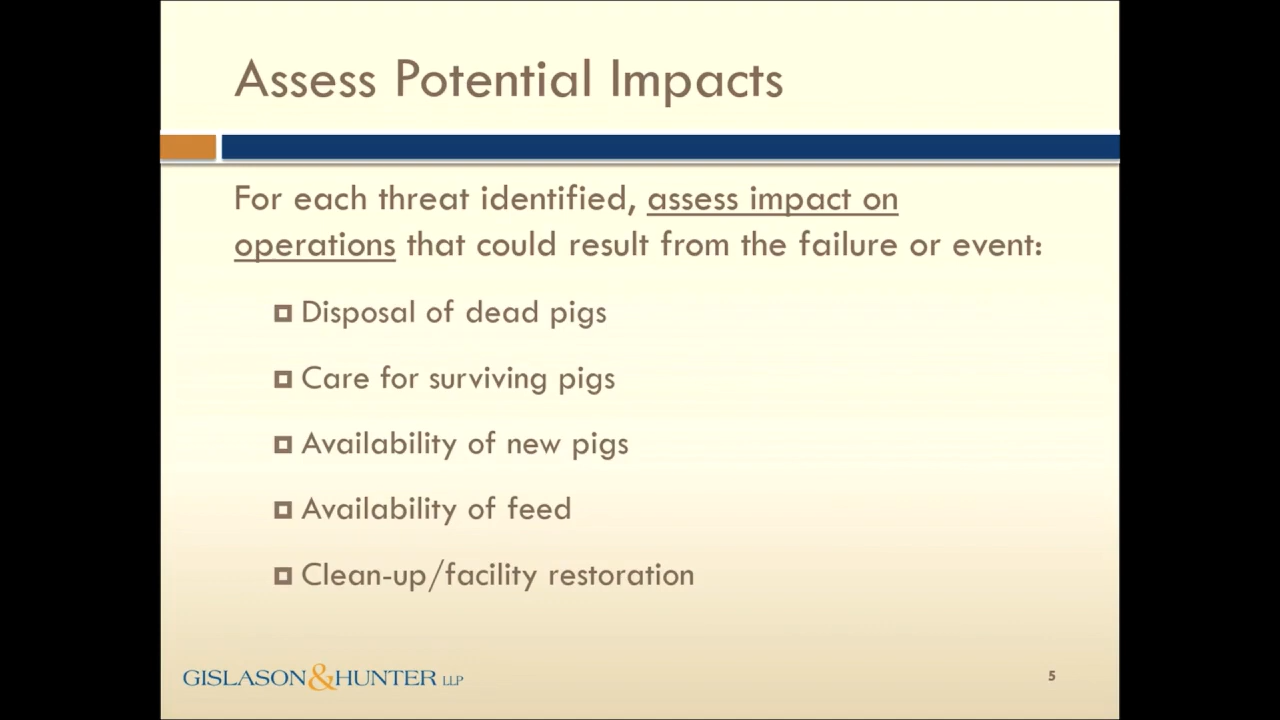 Assess Potential Impacts
For each threat identified, assess impact on
operations that could result from the failure or event:
Disposal of dead pigs
Care for surviving pigs
Availability of new pigs
Availability of feed
Clean-up/facility restoration
GISLASON&HUNTER LLP
5